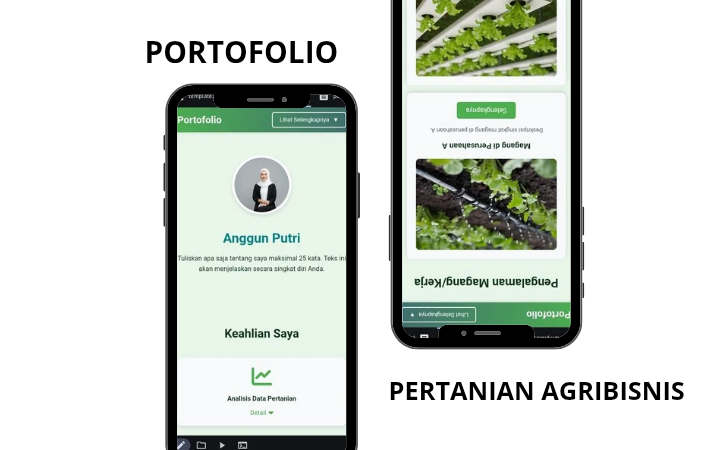 PORTOFOLIO
Portofolio
Lihat Selengkapnya ▼
Anggun Putri
Tuliskan apa saja tentang saya maksimal 25 kata. Teks ini
akan menjelaskan secara singkat diri Anda.
Keahlian Saya
Analisis Data Pertanian
Detail
Portofolio
Lihat Selengkapnya ▼
Pengalaman Magang/Kerja
Magang di Perusahaan A
Deskripsi singkat magang di perusahaan A.
Selengkapnya
PERTANIAN AGRIBISNIS